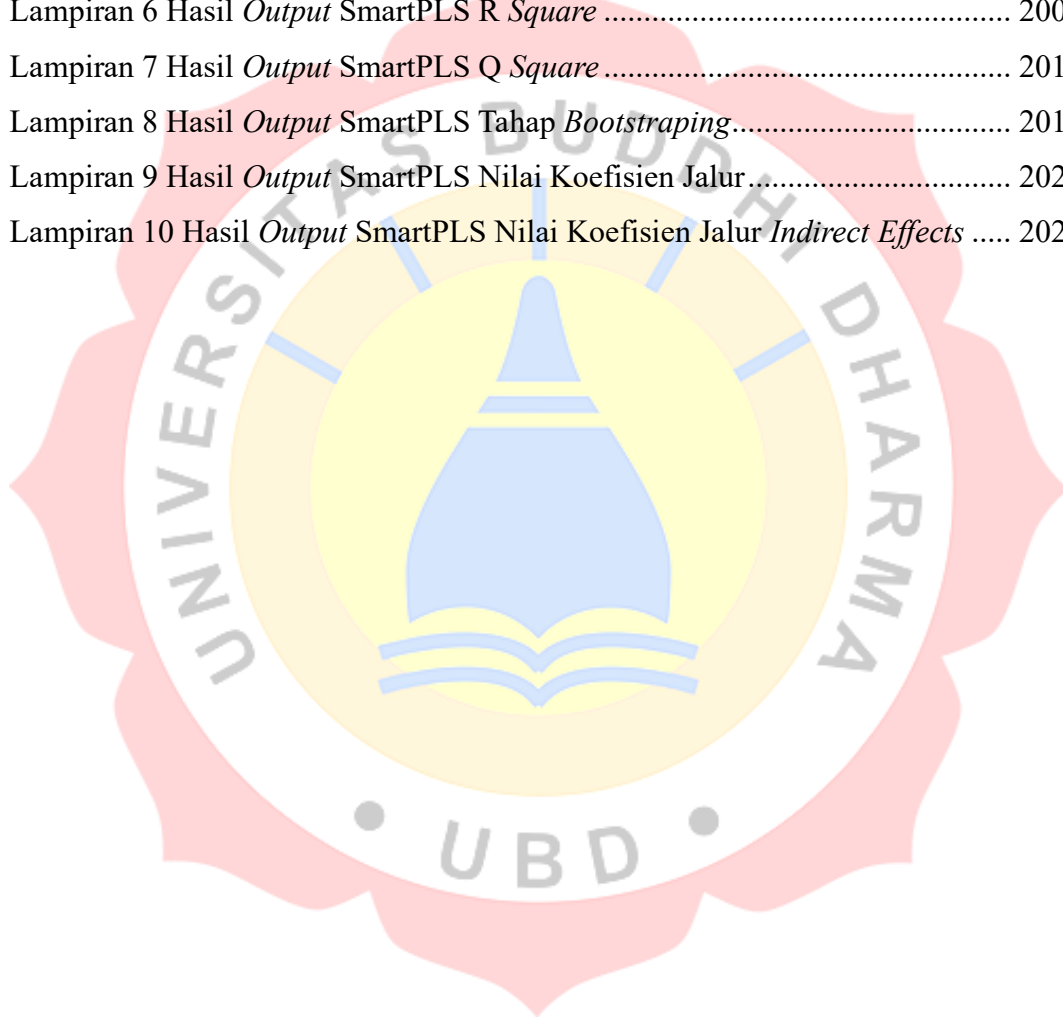 Lampiran 6 Hasil Output SmartPLS R Square ........................................ 200
Lampiran 7 Hasil Output SmartPLS Q Square ........................................ 201
Lampiran 8 Hasil Output SmartPLS Tahap Bootstraping........................... 201
Lampiran 9 Hasil Output SmartPLS Nilai Koefisien Jalur.......................... 202
Lampiran 10 Hasil Output SmartPLS Nilai Koefisien Jalur Indirect Effects ..... 202
UNIVERSITAS BUDDHI DHARMA
• UBD •